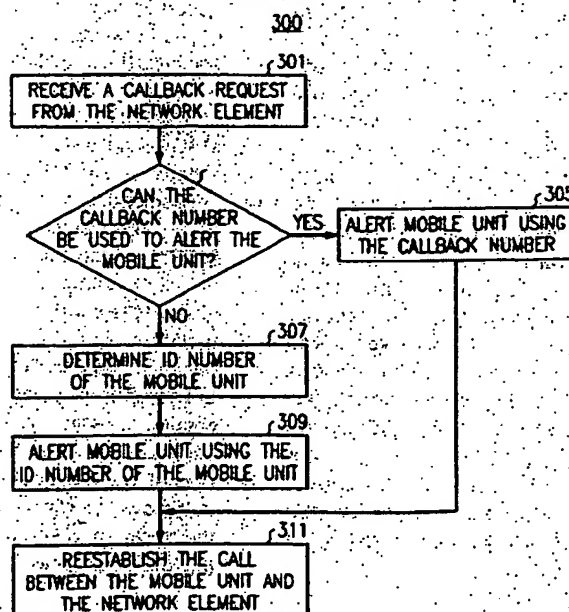 300
301
RECEIVE A CALLBACK REQUEST
FROM THE NETWORK ELEMENT
CAN THE
CALLBACK NUMBER
BE USED TO ALERT THE
MOBILE UNIT?
YES
305
ALERT MOBILE UNIT USING
THE CALLBACK NUMBER
NO
307
DETERMINE ID NUMBER
OF THE MOBILE UNIT
309
ALERT MOBILE UNIT USING THE
ID NUMBER OF THE MOBILE UNIT
311
REESTABLISH THE CALL
BETWEEN THE MOBILE UNIT AND
THE NETWORK ELEMENT